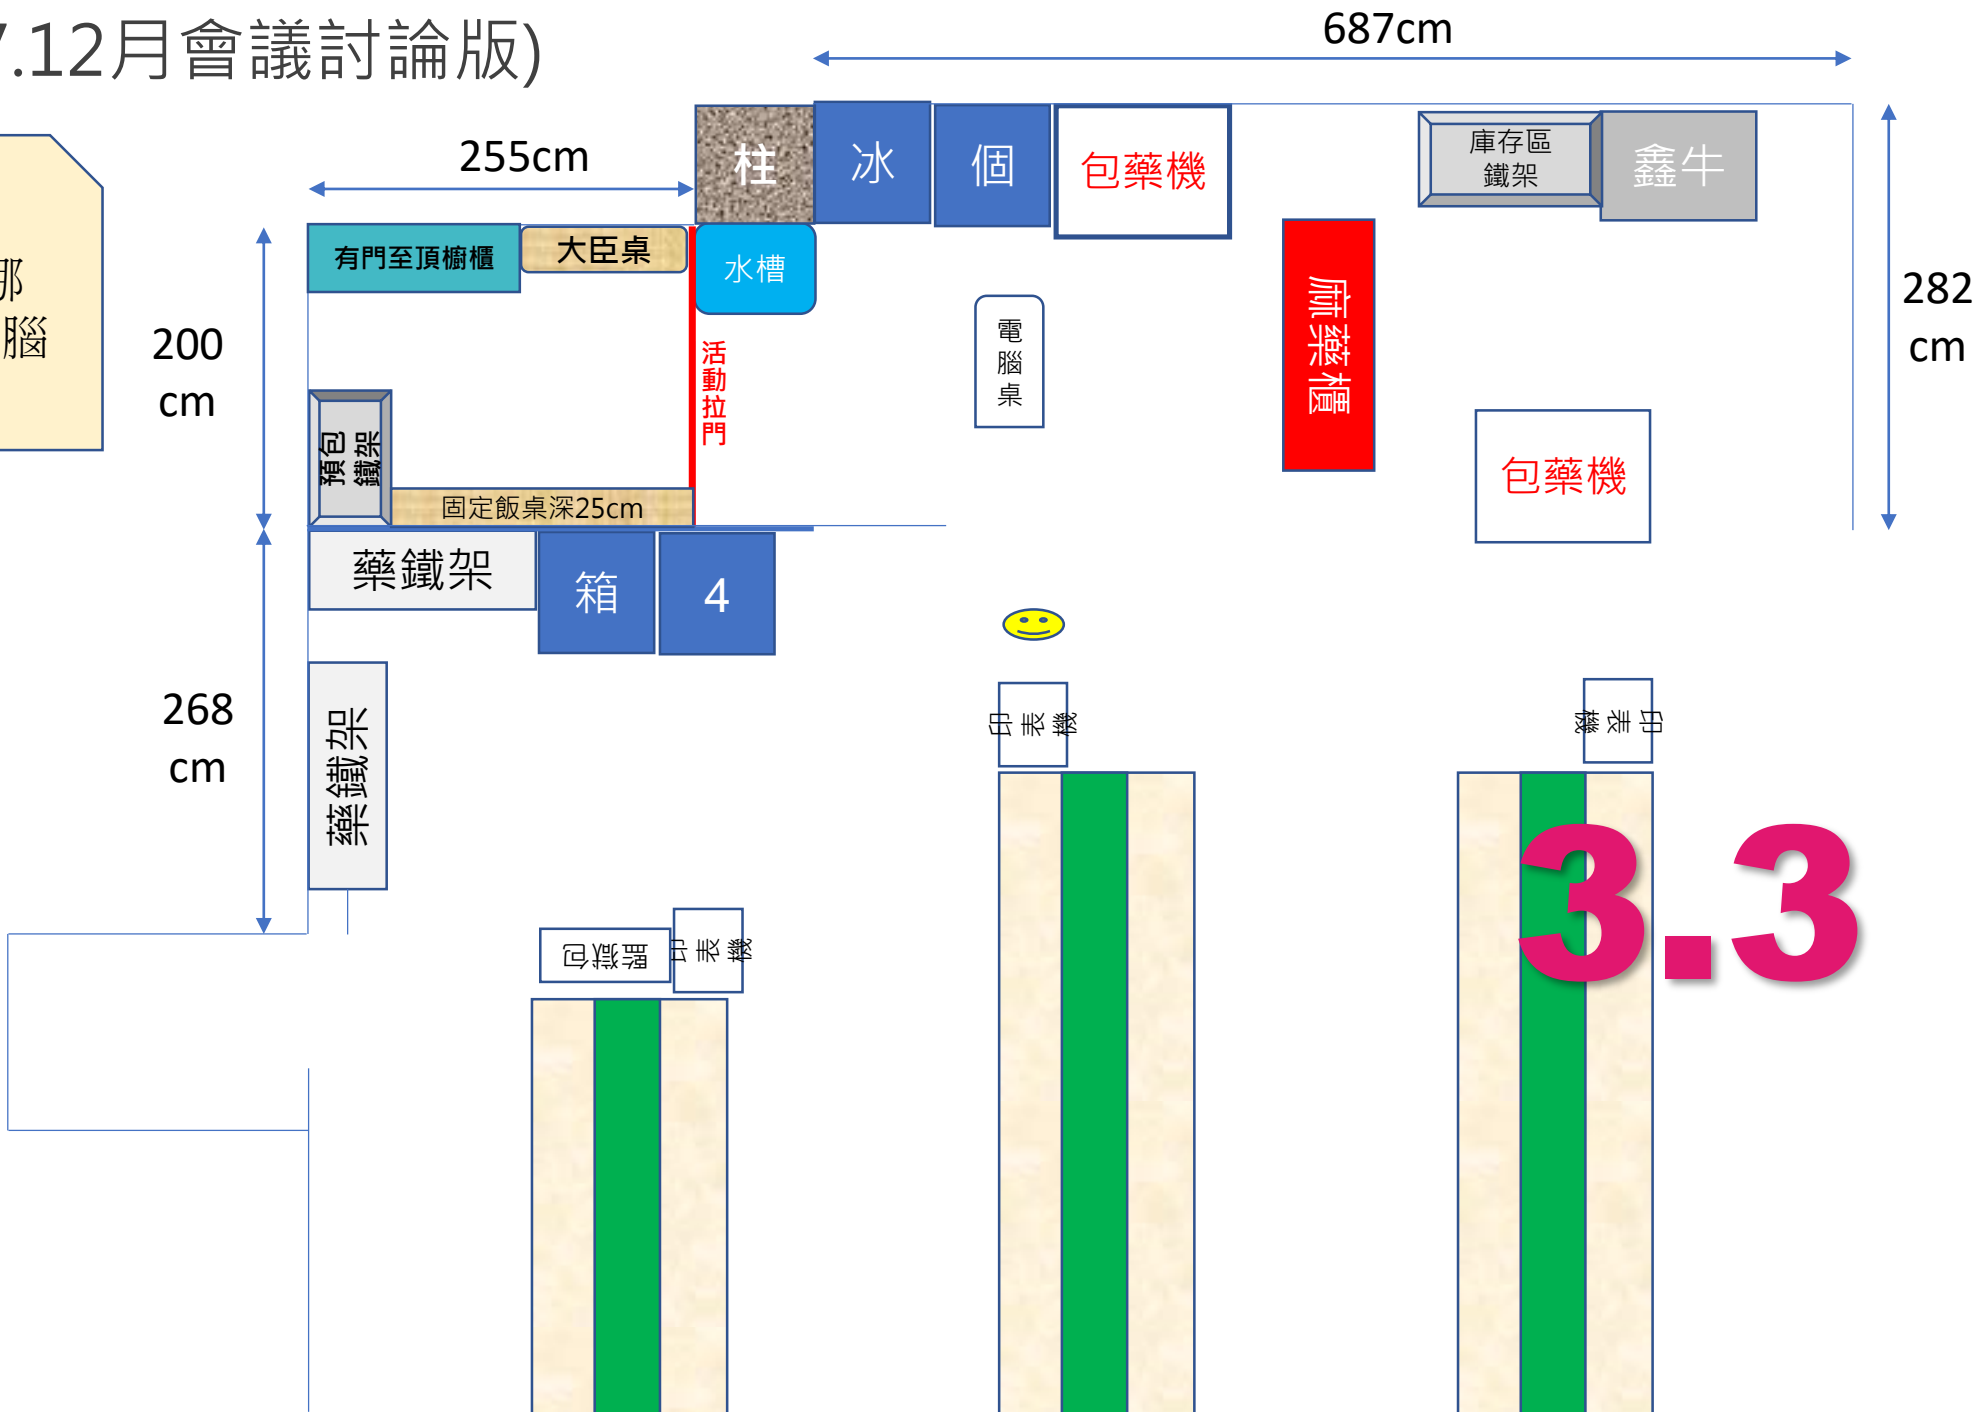 7.12月會議討論版)
687cm
255cm
柱
冰
個
包藥機
庫存區
鐵架
鑫牛
有門至頂櫥櫃
大臣桌
水槽
200
cm
282
cm
電
腦
桌
麻藥櫃
活
動
拉
門
預包
鐵架
包藥機
固定飯桌深25cm
藥鐵架
箱
4
268
cm
藥鐵架
印表機
印表機
監獄包
印表機
3.3
腦